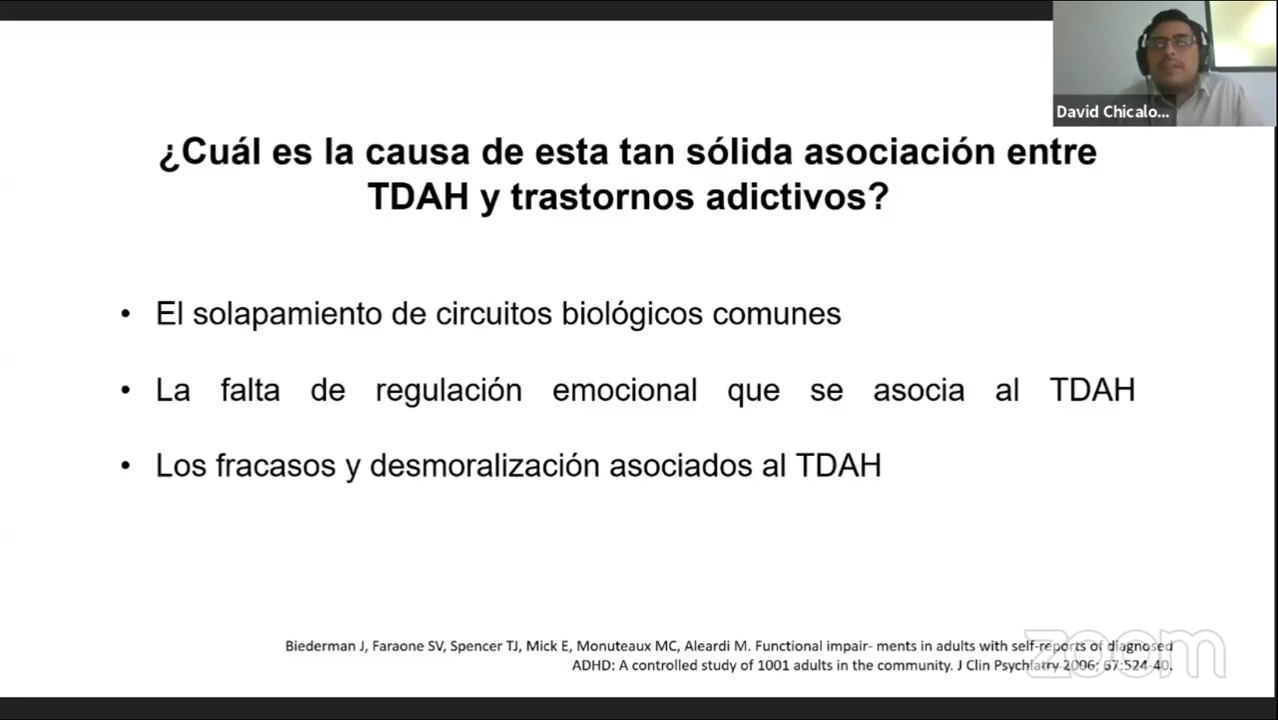 David Chicalo...
¿Cuál es la causa de esta tan sólida asociación entre
TDAH y trastornos adictivos?
• El solapamiento de circuitos biológicos comunes
• La falta de regulación emocional que se asocia al TDAH
• Los fracasos y desmoralización asociados al TDAH
Biederman J, Faraone SV, Spencer TJ, Mick E, Monuteaux MC, Aleardi M. Functional impair- ments in adults with self-reports of diagnosed
ADHD: A controlled study of 1001 adults in the community. J Clin Psychiatry 2006; 67:524-40.
zoom